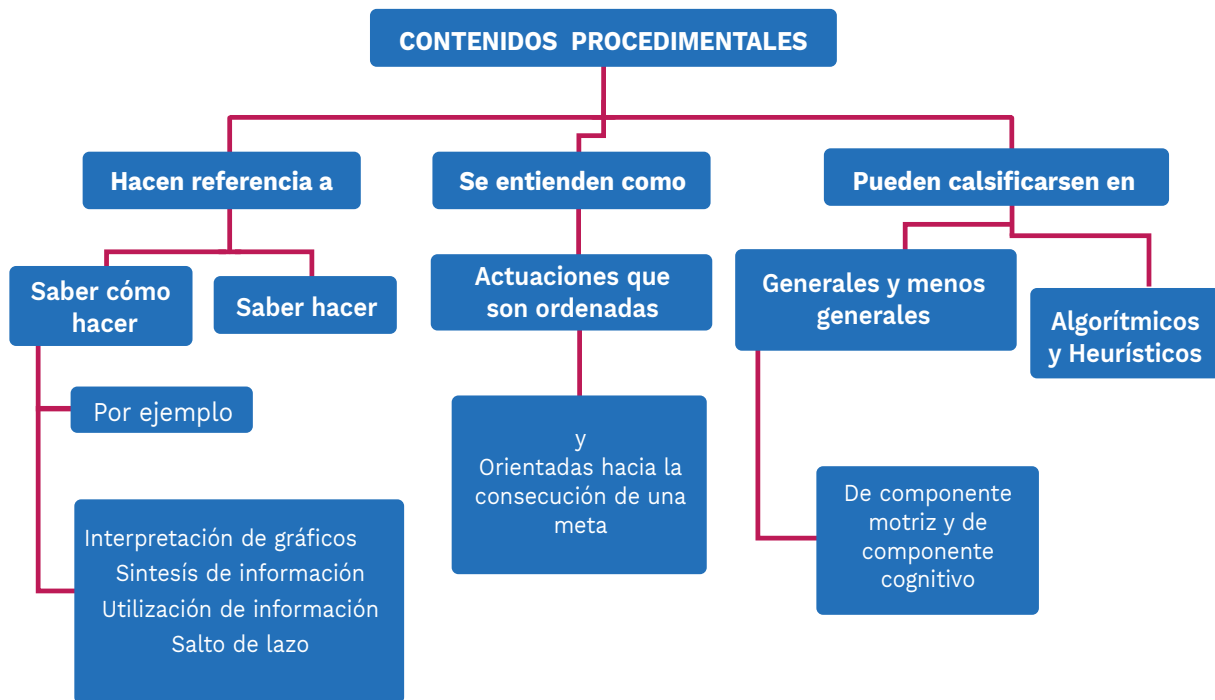 CONTENIDOS PROCEDIMENTALES
Hacen referencia a
Se entienden como
Pueden calsificarsen en
Saber cómo
hacer
Saber hacer
Actuaciones que
son ordenadas
Generales y menos
generales
Algorítmicos
y Heurísticos
Por ejemplo
y
Orientadas hacia la
consecución de una
meta
De componente
motriz y de
componente
cognitivo
Interpretación de gráficos
Sintesís de información
Utilización de información
Salto de lazo